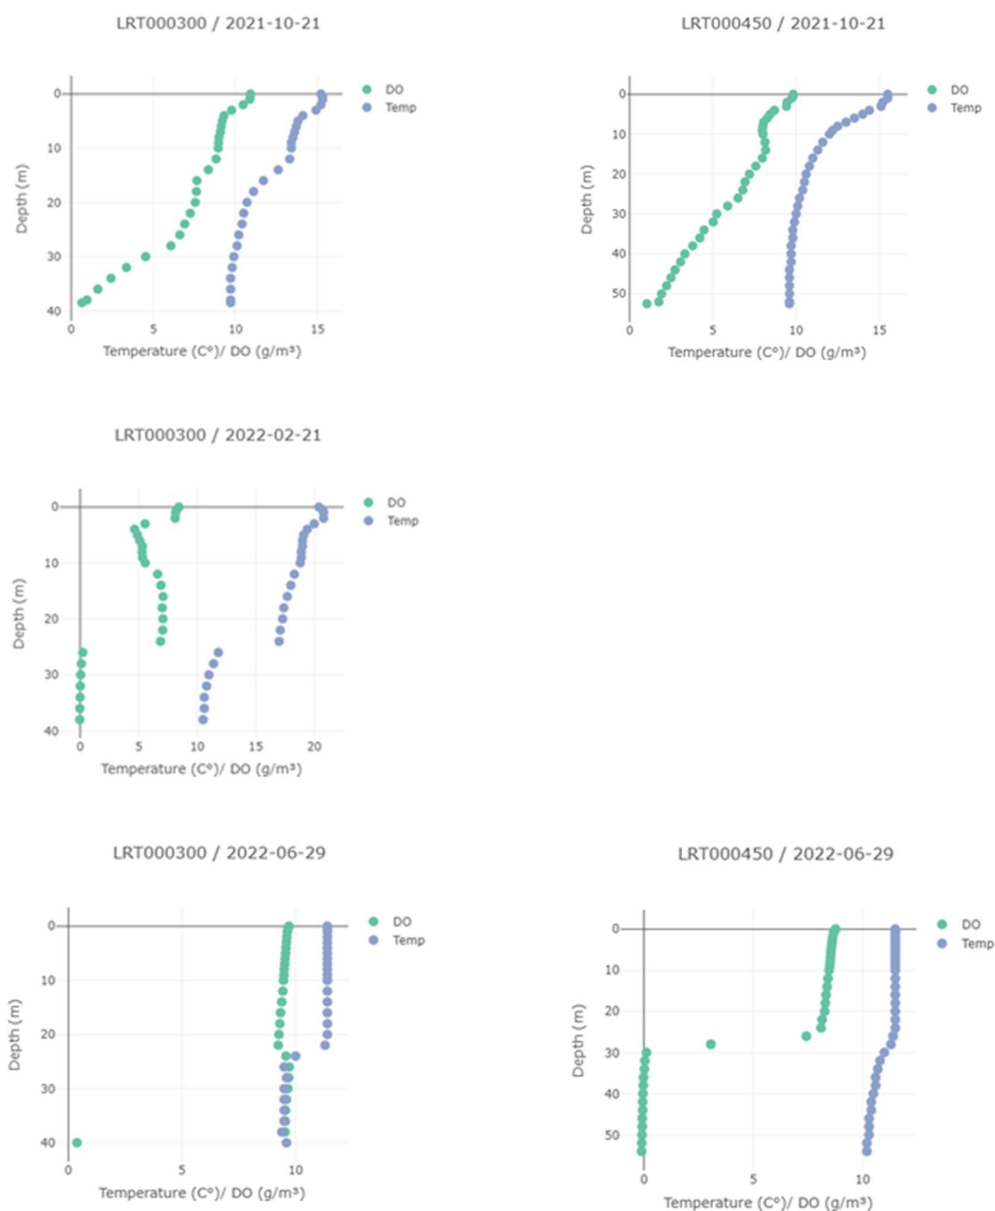 LRT000300 / 2021-10-21
0
10
20
30
40
Depth (m)
0 5 10 15
Temperature (C°)/ DO (g/m³)
DO
Temp
LRT000450 / 2021-10-21
0
10
20
30
40
50
Depth (m)
0 5 10 15
Temperature (C°)/ DO (g/m³)
DO
Temp
LRT000300 / 2022-02-21
0
10
20
30
40
Depth (m)
0 5 10 15 20
Temperature (C°)/ DO (g/m³)
DO
Temp
LRT000300 / 2022-06-29
0
10
20
30
40
Depth (m)
0 5 10
Temperature (C°)/ DO (g/m³)
DO
Temp
LRT000450 / 2022-06-29
0
10
20
30
40
50
Depth (m)
0 5 10
Temperature (C°)/ DO (g/m³)
DO
Temp